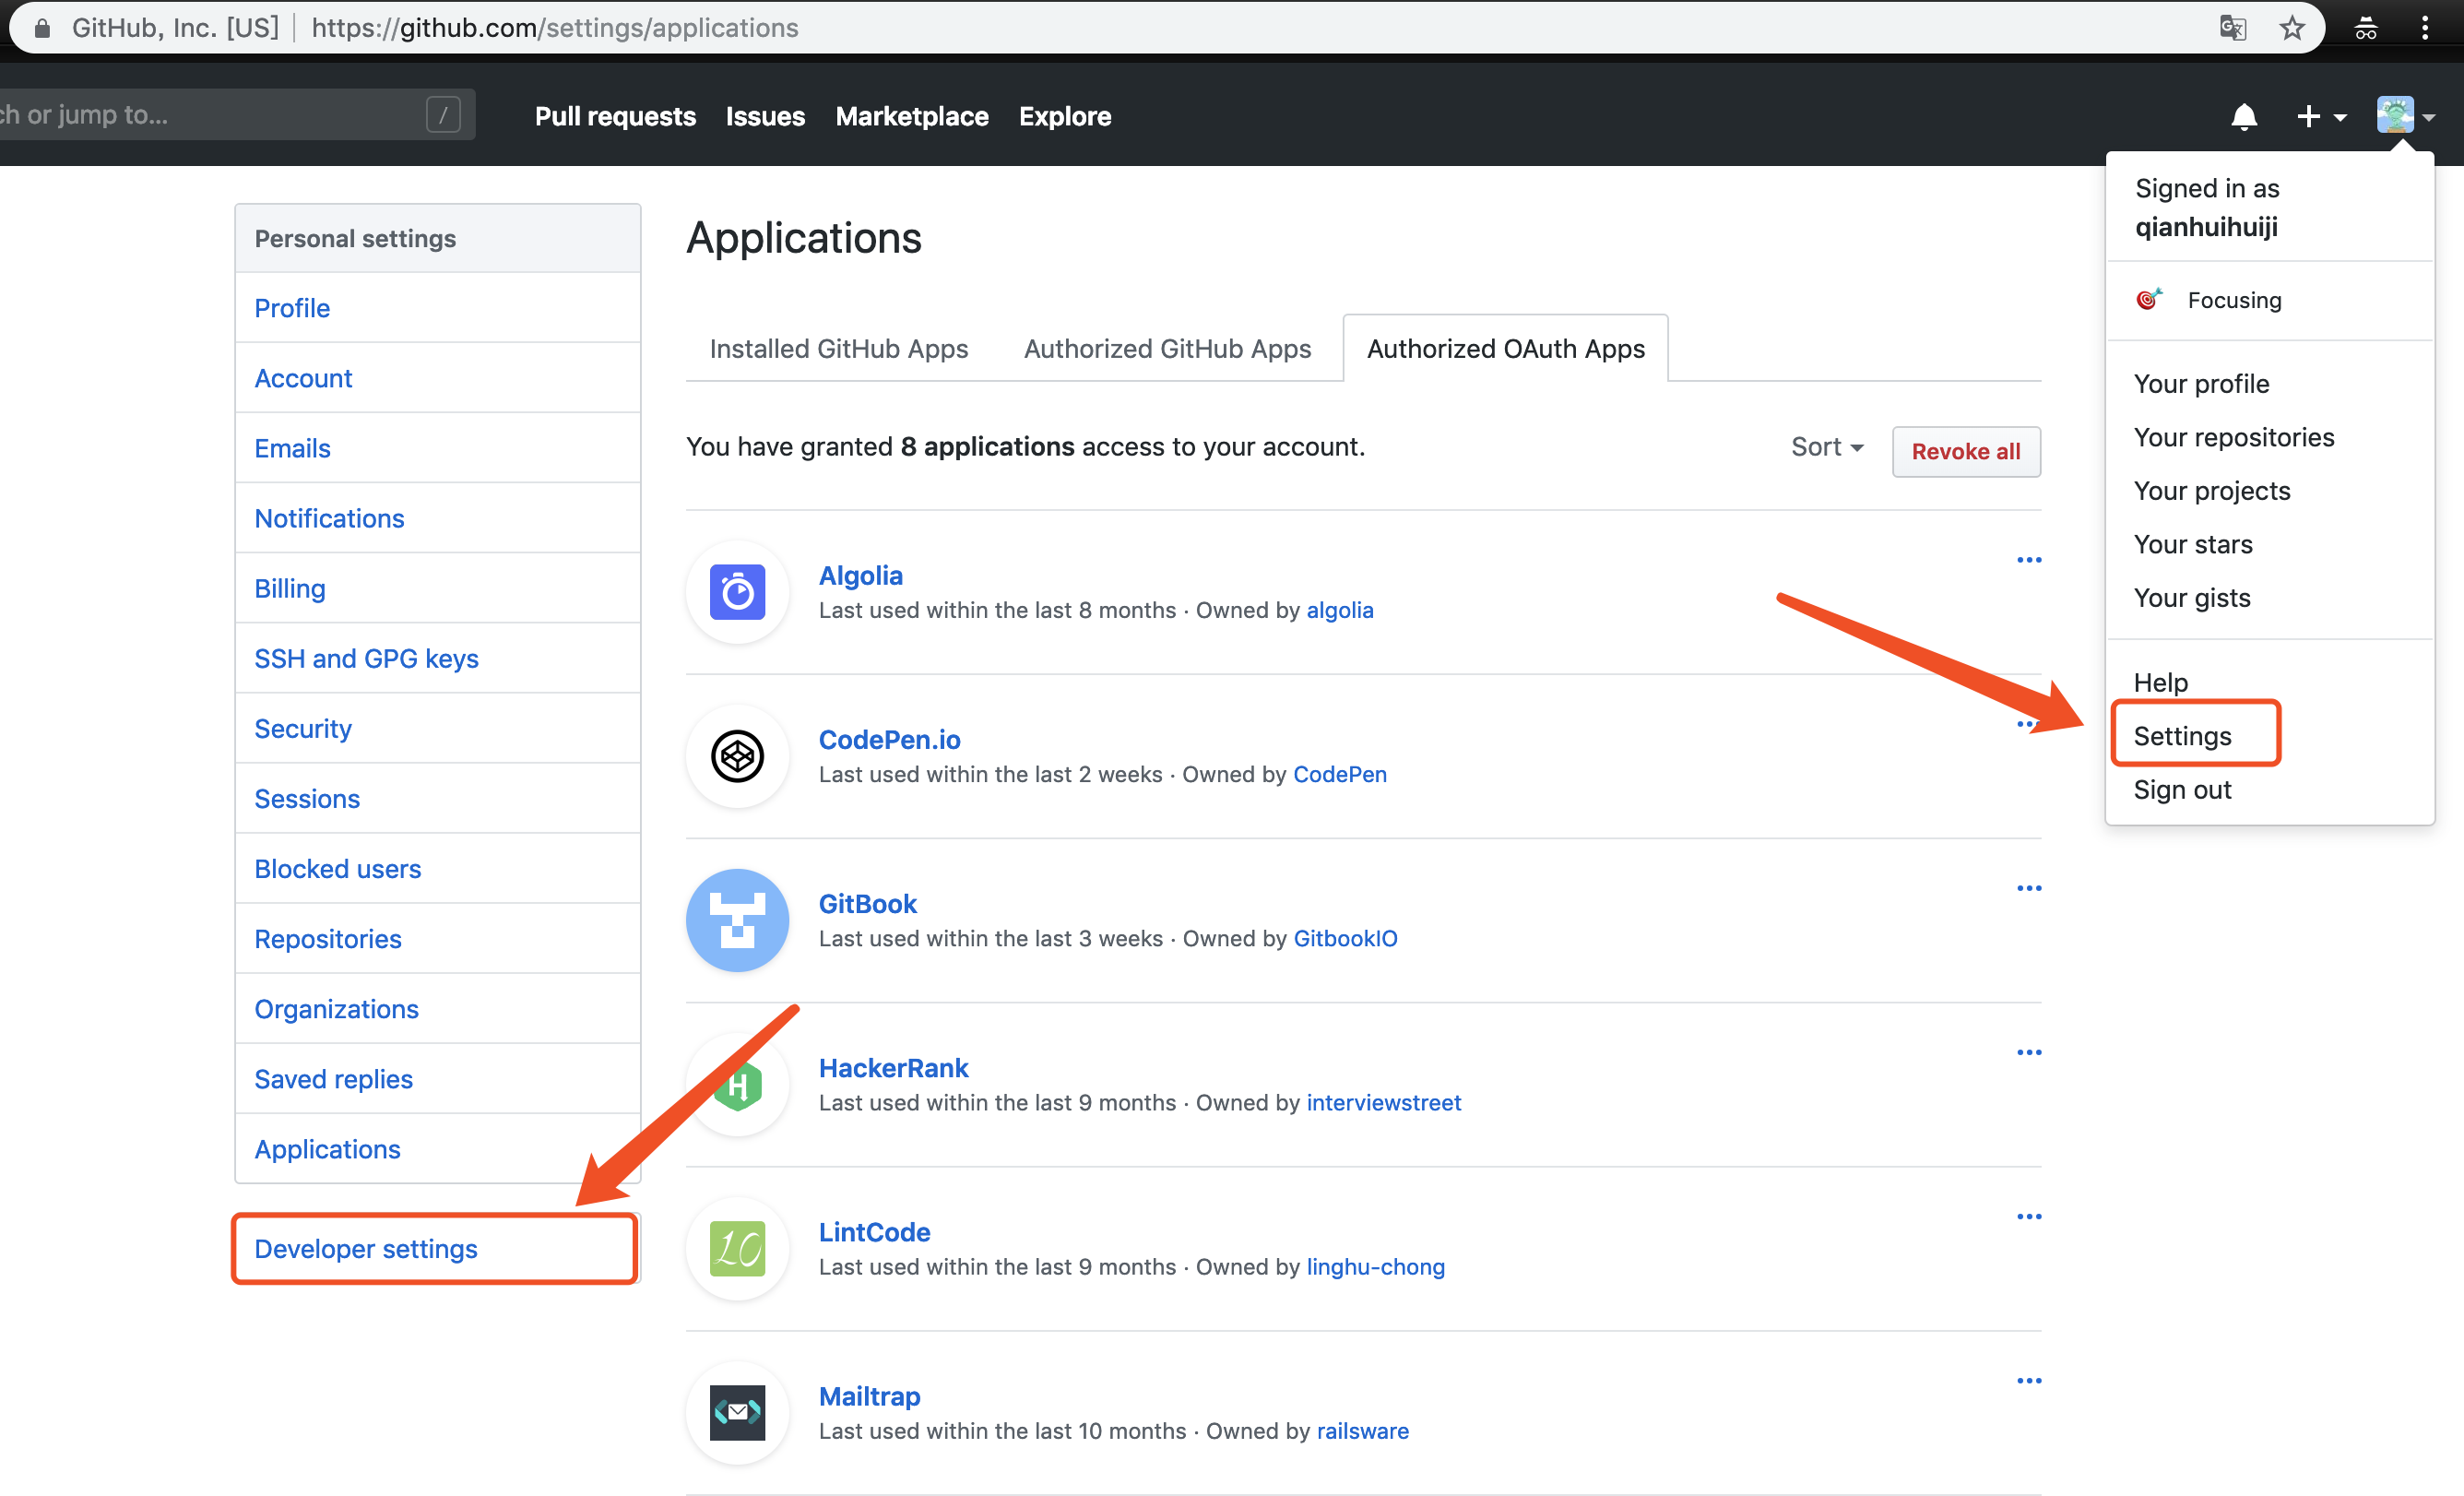 GitHub, Inc. [US] | https://github.com/settings/applications
ch or jump to...
/
Pull requests Issues Marketplace Explore
Signed in as
qianhuihuiji
Focusing
Your profile
Your repositories
Your projects
Your stars
Your gists
Help
Settings
Sign out
Personal settings
Profile
Account
Emails
Notifications
Billing
SSH and GPG keys
Security
Sessions
Blocked users
Repositories
Organizations
Saved replies
Applications
Developer settings
Applications
Installed GitHub Apps Authorized GitHub Apps Authorized OAuth Apps
You have granted 8 applications access to your account.
Sort
Revoke all
Algolia
Last used within the last 8 months · Owned by algolia
CodePen.io
Last used within the last 2 weeks · Owned by CodePen
GitBook
Last used within the last 3 weeks · Owned by GitbookIO
H
HackerRank
Last used within the last 9 months · Owned by interviewstreet
LC
LintCode
Last used within the last 9 months · Owned by linghu-chong
Mailtrap
Last used within the last 10 months · Owned by railsware